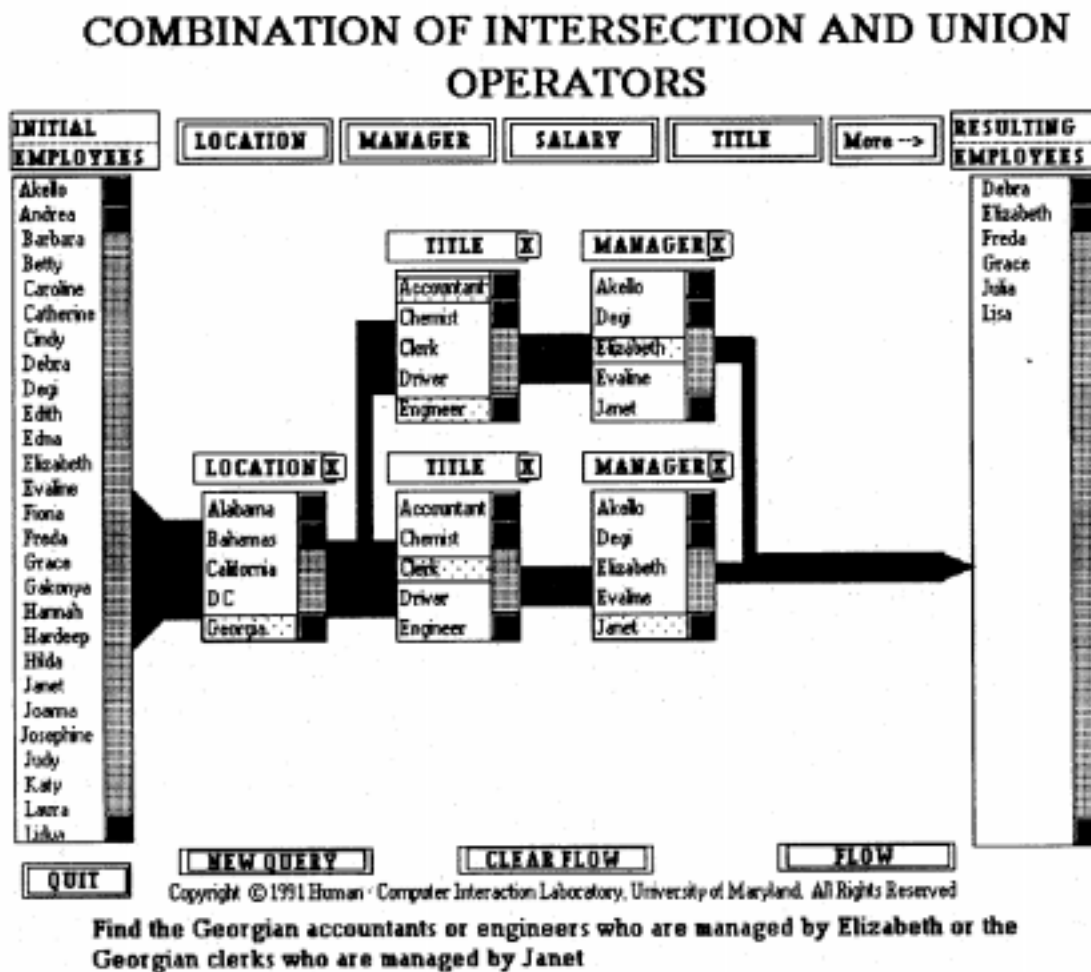 COMBINATION OF INTERSECTION AND UNION
OPERATORS
INITIAL
EMPLOYEES
LOCATION
MANAGER
SALARY
TITLE
More -->
RESULTING
EMPLOYEES
Akello
Andrea
Barbara
Betty
Caroline
Catherine
Cindy
Debra
Degi
Edith
Edna
Elizabeth
Evaline
Fiona
Freda
Grace
Gakonya
Hannah
Hardeep
Hilda
Janet
Joanna
Josephine
Judy
Katy
Laura
TITLE X
Accountant
Chemist
Clerk
Driver
Engineer
MANAGER X
Akello
Degi
Elizabeth
Evaline
Janet
LOCATION X
Alabama
Bahamas
California
DC
Georgia
TITLE X
Accountant
Chemist
Clerk
Driver
Engineer
MANAGER X
Akello
Degi
Elizabeth
Evaline
Janet
Debra
Elizabeth
Freda
Grace
Julia
Lisa
QUIT
NEW QUERY
CLEAR FLOW
FLOW
Copyright © 1991 Human - Computer Interaction Laboratory, University of Maryland. All Rights Reserved
Find the Georgian accountants or engineers who are managed by Elizabeth or the
Georgian clerks who are managed by Janet